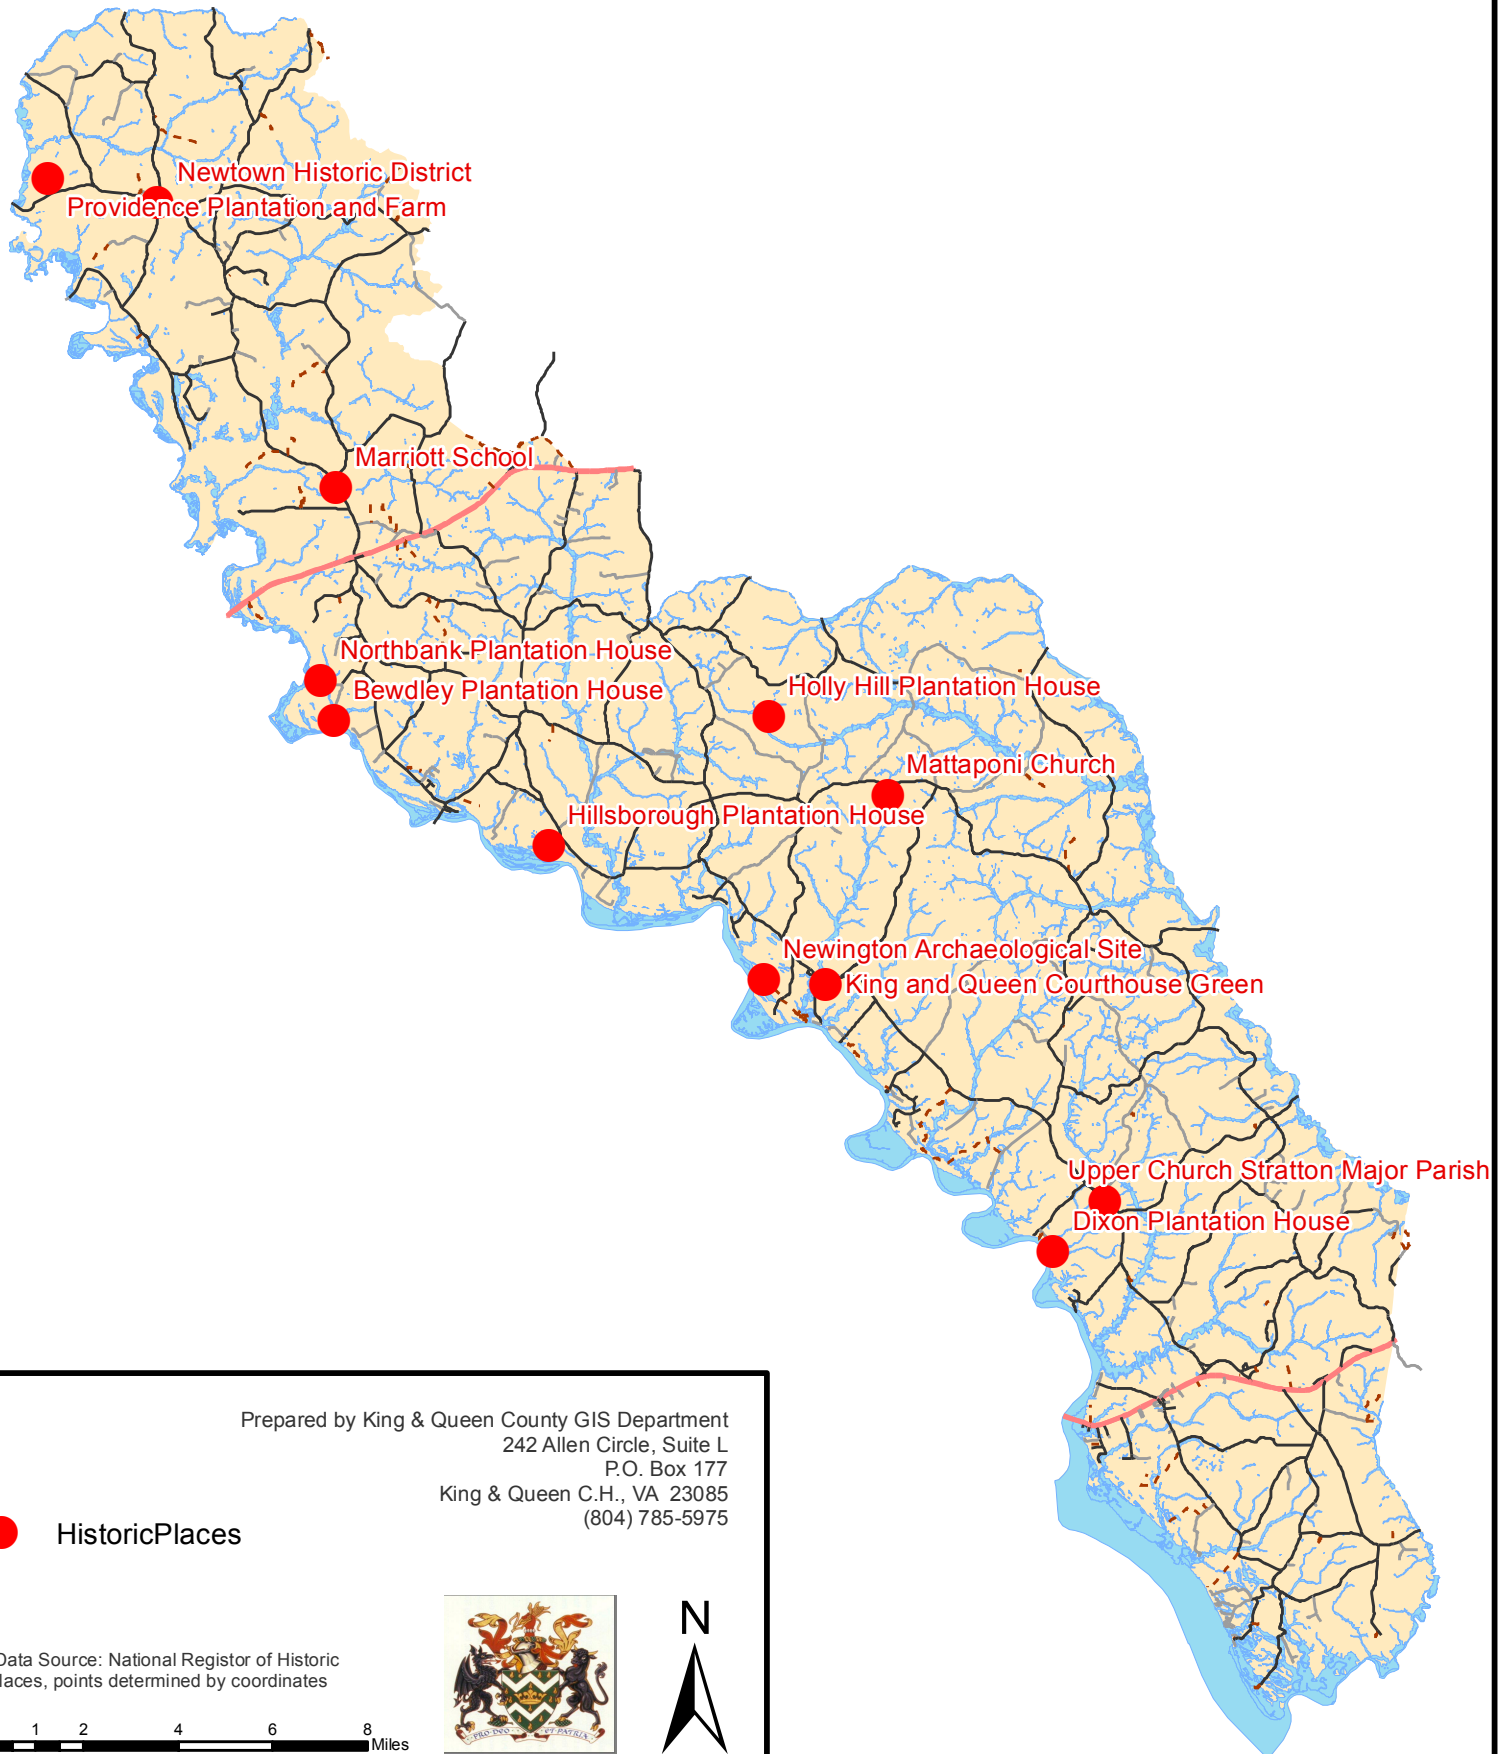 Newtown Historic District
Providence Plantation and Farm
Marriott School
Northbank Plantation House
Bewdley Plantation House
Holly Hill Plantation House
Mattaponi Church
Hillsborough Plantation House
Newington Archaeological Site
King and Queen Courthouse Green
Upper Church Stratton Major Parish
Dixon Plantation House
Prepared by King & Queen County GIS Department
242 Allen Circle, Suite L
P.O. Box 177
King & Queen C.H., VA 23085
(804) 785-5975
HistoricPlaces
N
Data Source: National Registor of Historic
laces, points determined by coordinates
PRO·DEO ET·PATRIA
1 2 4 6 8
Miles